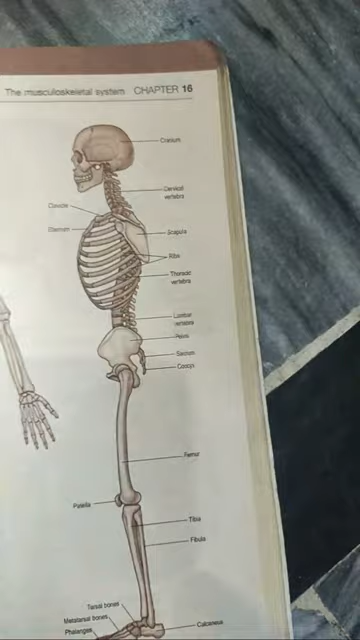 The musculoskeletal system CHAPTER 16
Cranium
Cervical
vertebra
Clavicle
Sternum
Scapula
Ribs
Thoracic
vertebra
Lumbar
vertebra
Pelvis
Sacrum
Coccyx
Femur
Patella
Tibia
Fibula
Tarsal bones
Metatarsal bones
Phalanges
Calcaneus